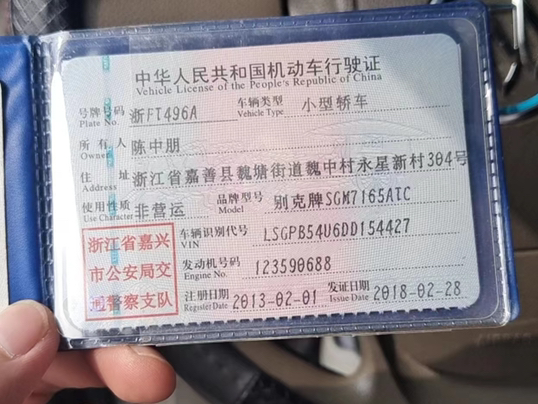 中华人民共和国机动车行驶证
Vehicle License of the People's Republic of China
号牌号码 浙FT496A 车辆类型 小型轿车
Plate No. Vehicle Type
所有人 陈中朋
Owner
住址 浙江省嘉善县魏塘街道魏中村永星新村304号
Address
使用性质 非营运 品牌型号 别克牌SGM7165ATC
Use Character Model
浙江省嘉兴
市公安局交
通警察支队
车辆识别代号 LSGPB54U6DD154427
VIN
发动机号码 123590688
Engine No.
注册日期 2013-02-01 发证日期 2018-02-28
Register Date Issue Date